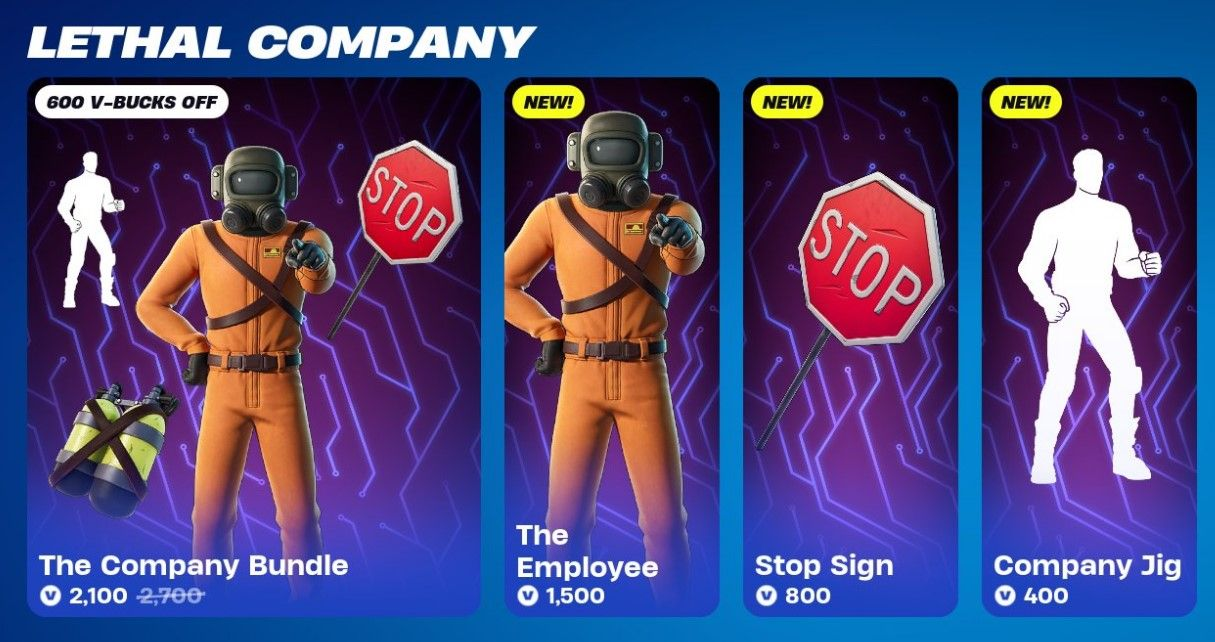 LETHAL COMPANY
600 V-BUCKS OFF
STOP
The Company Bundle
2,100 2,700
NEW!
The
Employee
1,500
NEW!
STOP
Stop Sign
800
NEW!
Company Jig
400